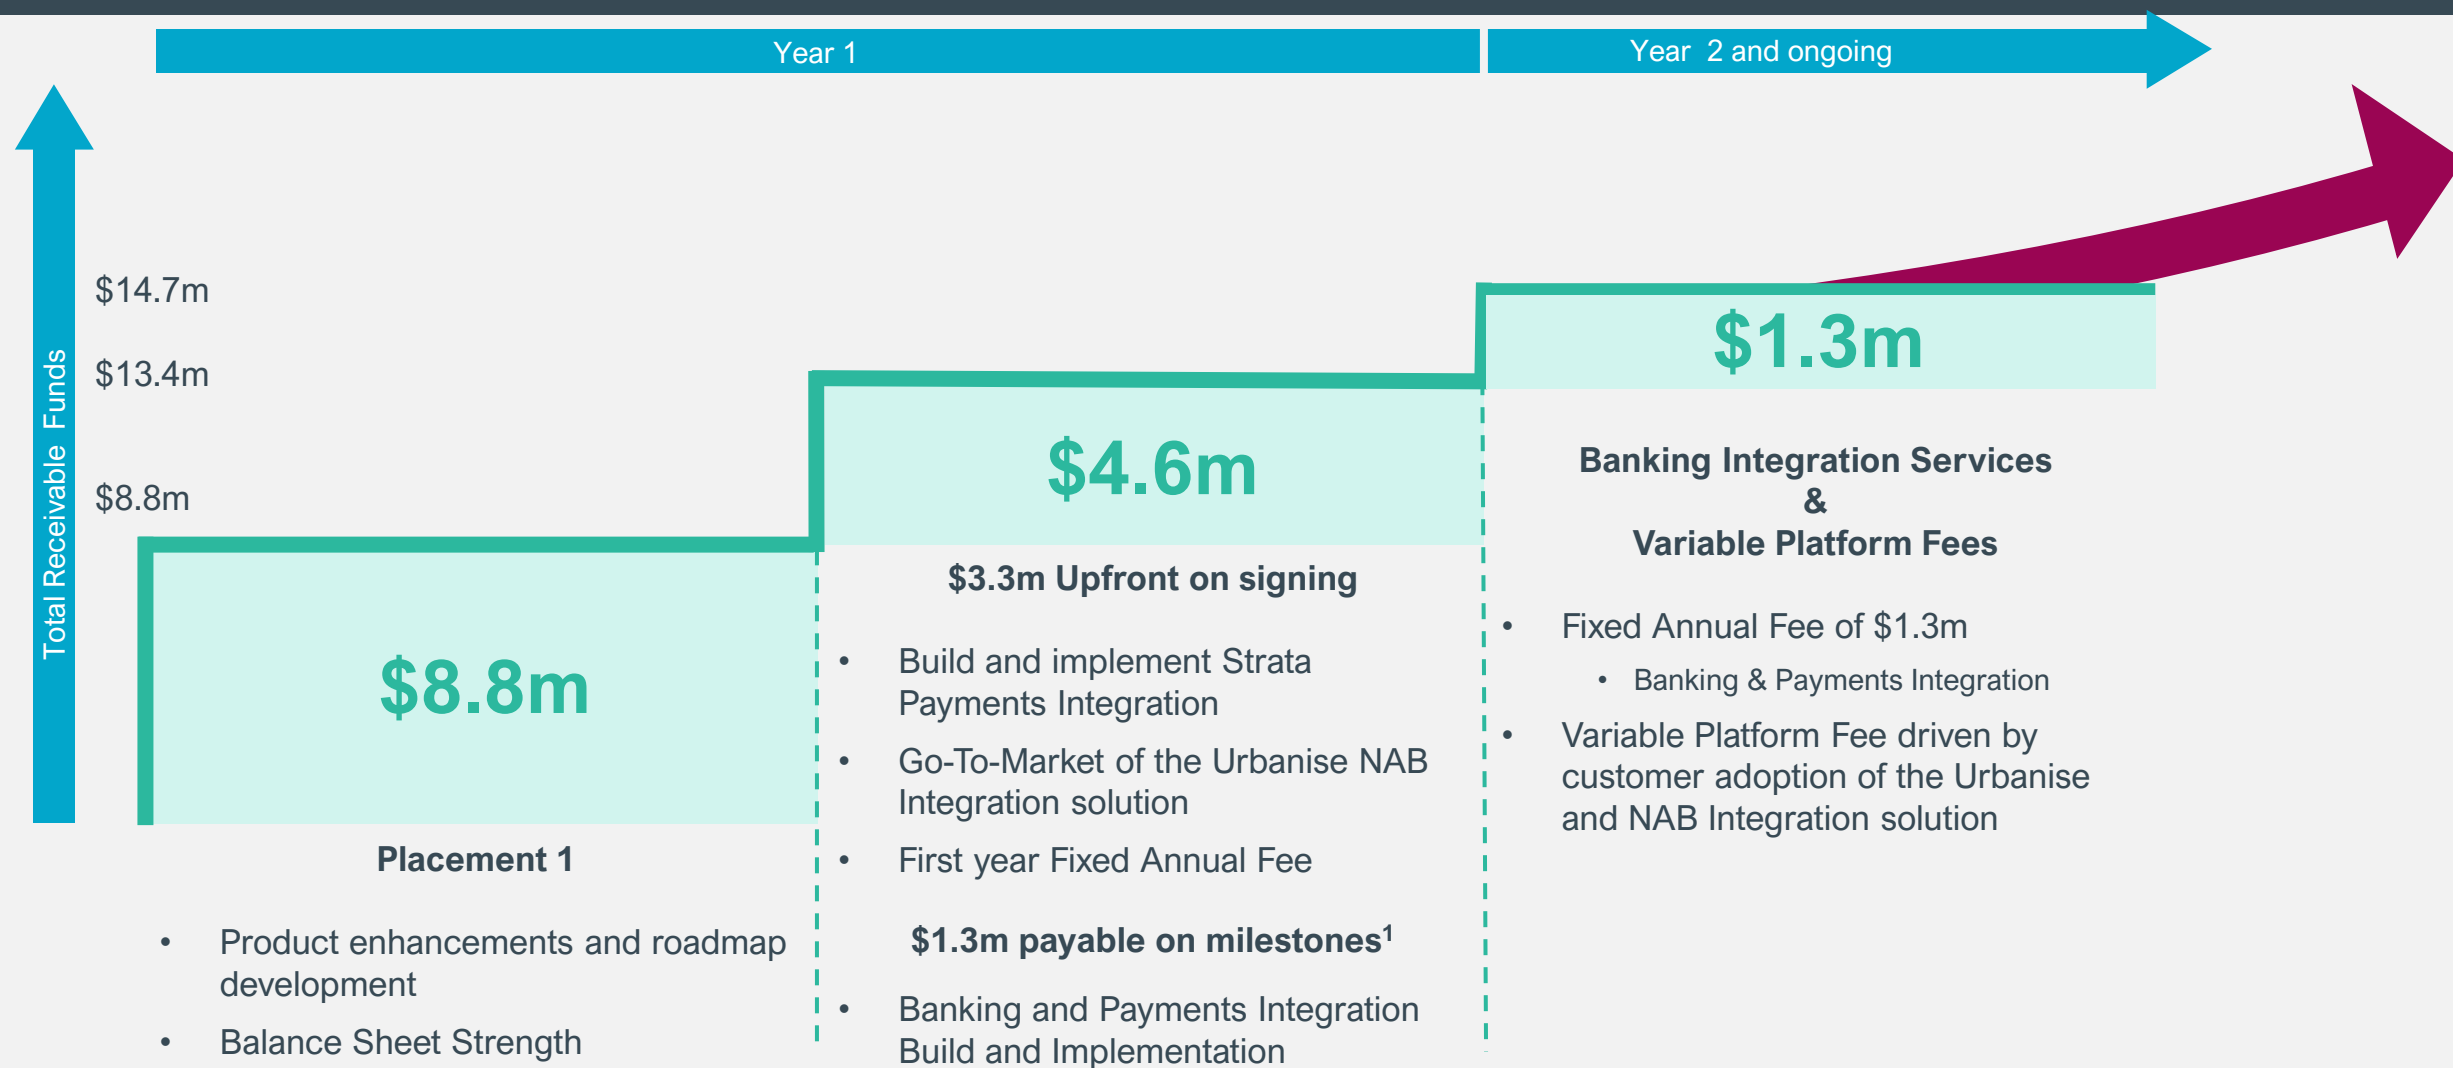 Year 1
Year 2 and ongoing
Total Receivable Funds
$14.7m
$13.4m
$8.8m
$8.8m
Placement 1
• Product enhancements and roadmap
development
• Balance Sheet Strength
$4.6m
$3.3m Upfront on signing
• Build and implement Strata
Payments Integration
• Go-To-Market of the Urbanise NAB
Integration solution
• First year Fixed Annual Fee
$1.3m payable on milestones¹
• Banking and Payments Integration
Build and Implementation
$1.3m
Banking Integration Services
&
Variable Platform Fees
• Fixed Annual Fee of $1.3m
• Banking & Payments Integration
• Variable Platform Fee driven by
customer adoption of the Urbanise
and NAB Integration solution